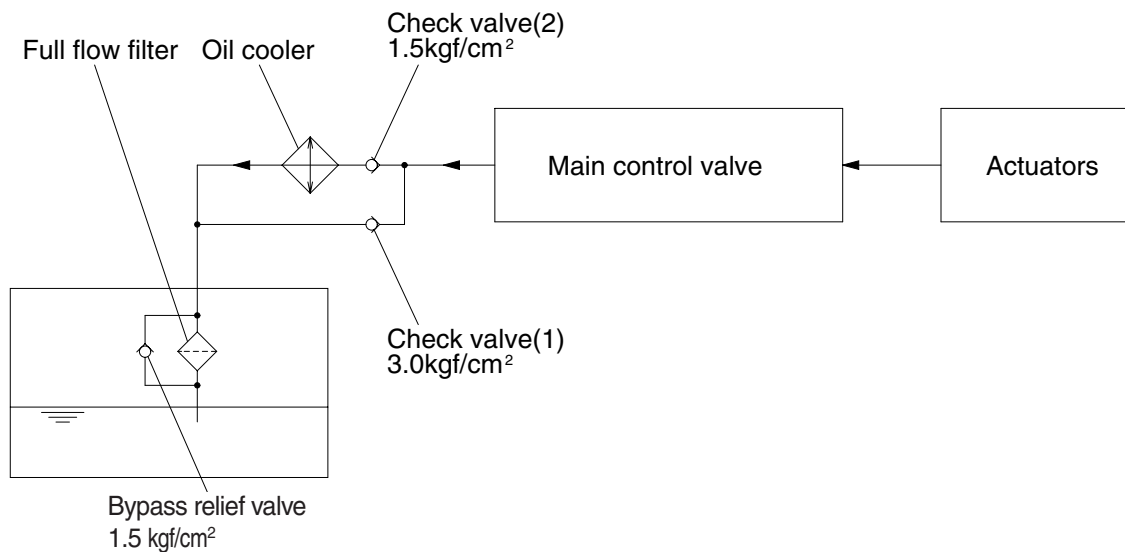 Check valve(2)
1.5kgf/cm²
Full flow filter
Oil cooler
Main control valve
Actuators
Check valve(1)
3.0kgf/cm²
Bypass relief valve
1.5 kgf/cm²